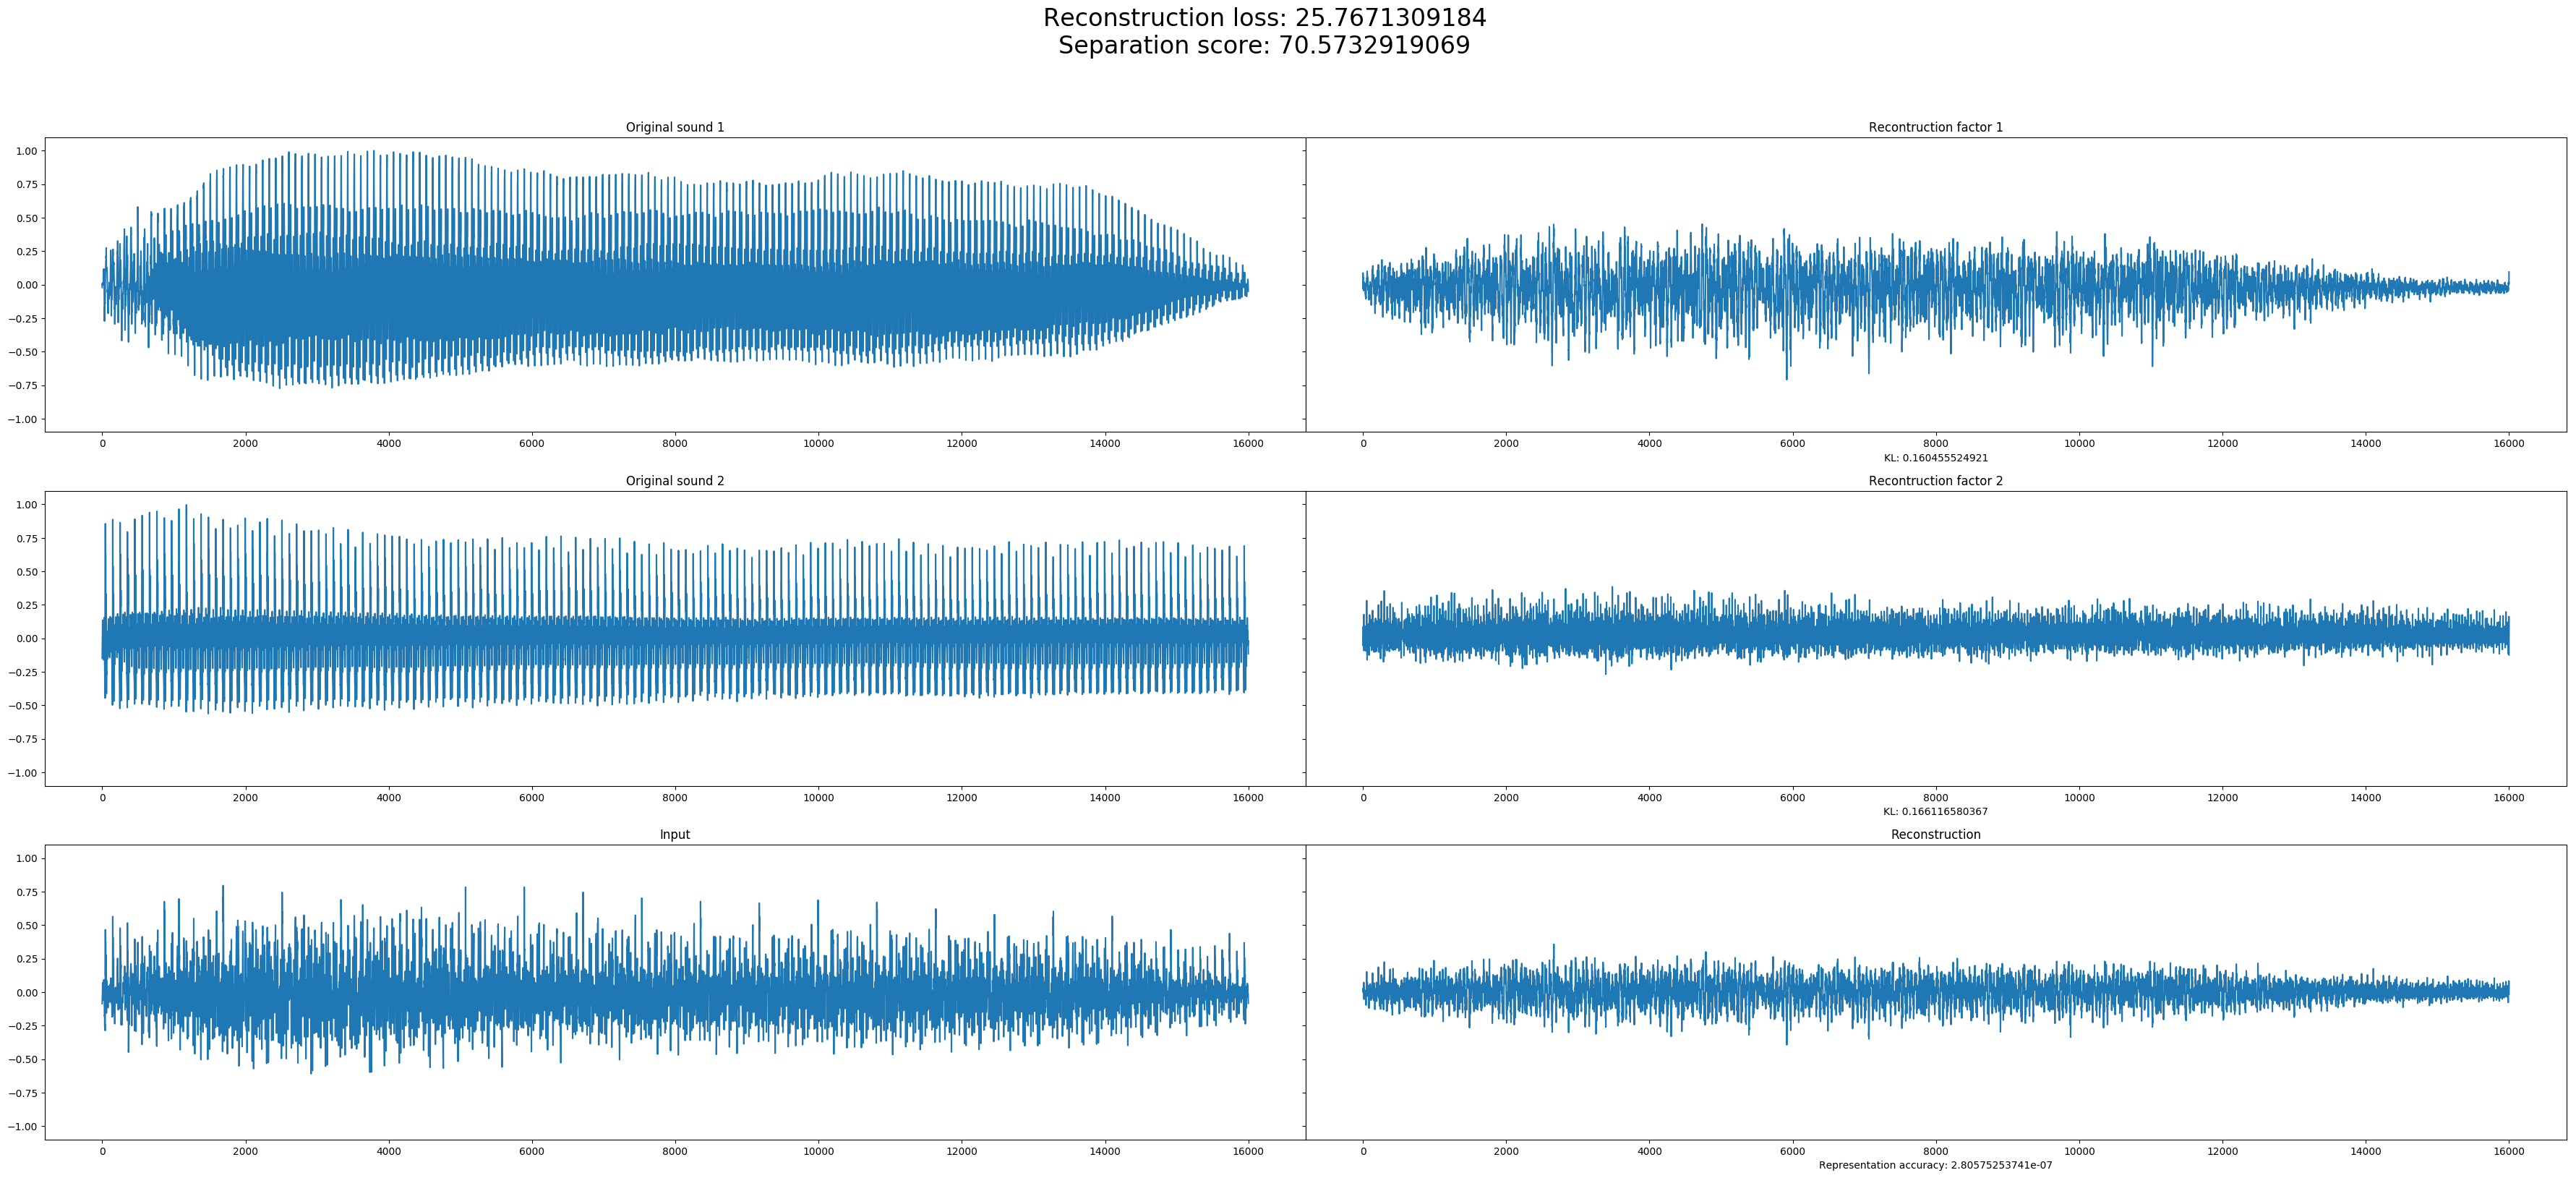 Reconstruction loss: 25.7671309184
Separation score: 70.5732919069
Original sound 1
Recontruction factor 1
1.00
0.75
0.50
0.25
0.00
−0.25
−0.50
−0.75
−1.00
0 2000 4000 6000 8000 10000 12000 14000 16000
0 2000 4000 6000 8000 10000 12000 14000 16000
KL: 0.160455524921
Original sound 2
Recontruction factor 2
1.00
0.75
0.50
0.25
0.00
−0.25
−0.50
−0.75
−1.00
0 2000 4000 6000 8000 10000 12000 14000 16000
0 2000 4000 6000 8000 10000 12000 14000 16000
KL: 0.166116580367
Input
Reconstruction
1.00
0.75
0.50
0.25
0.00
−0.25
−0.50
−0.75
−1.00
0 2000 4000 6000 8000 10000 12000 14000 16000
0 2000 4000 6000 8000 10000 12000 14000 16000
Representation accuracy: 2.80575253741e-07